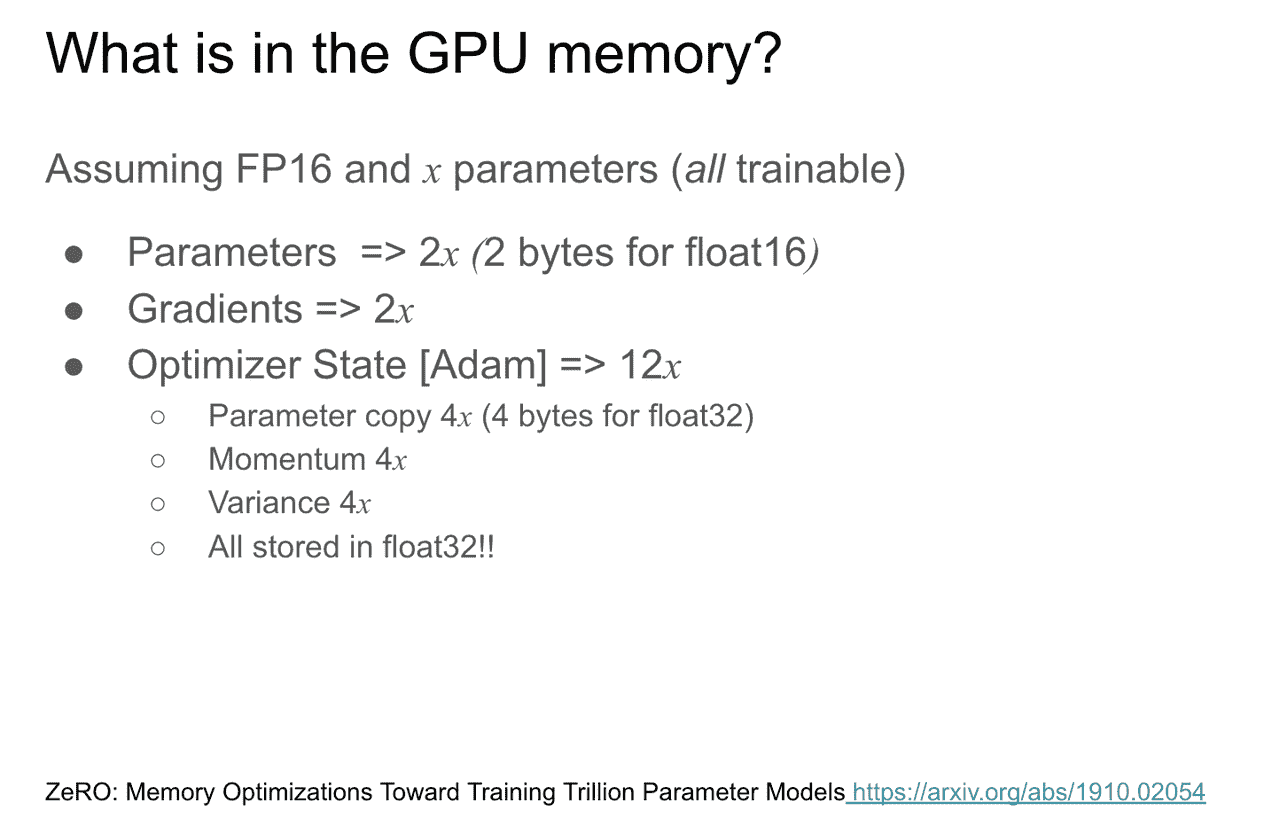 What is in the GPU memory?
Assuming FP16 and x parameters (all trainable)
● Parameters => 2x (2 bytes for float16)
● Gradients => 2x
● Optimizer State [Adam] => 12x
○ Parameter copy 4x (4 bytes for float32)
○ Momentum 4x
○ Variance 4x
○ All stored in float32!!
ZeRO: Memory Optimizations Toward Training Trillion Parameter Models https://arxiv.org/abs/1910.02054